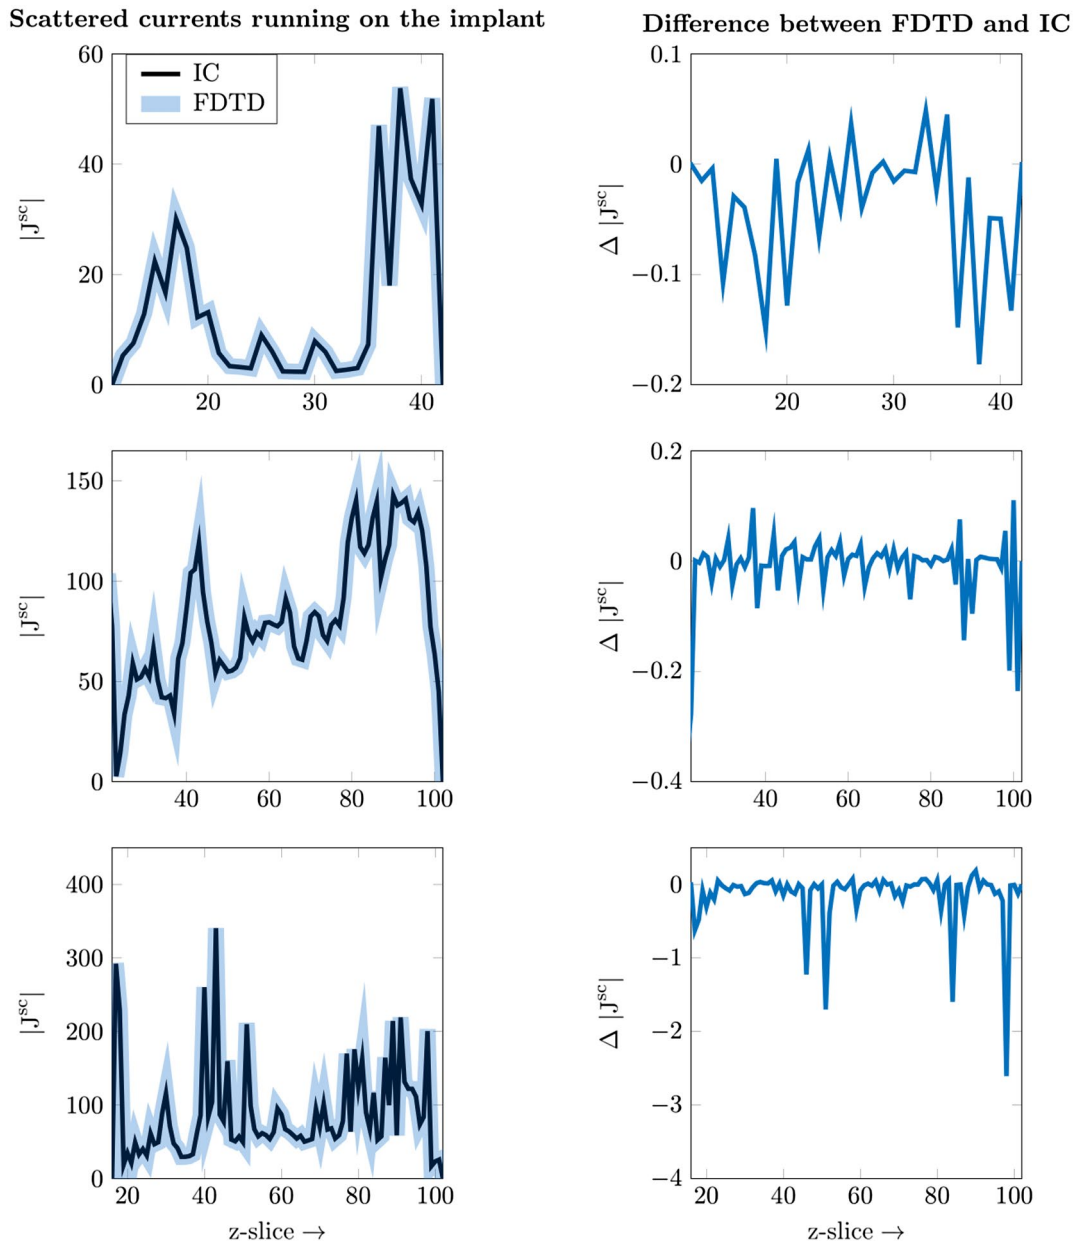 Scattered currents running on the implant
Difference between FDTD and IC
IC
FDTD
|J^sc|
60
40
20
0
20 30 40
Δ |J^sc|
0.1
0
−0.1
−0.2
20 30 40
|J^sc|
150
100
50
0
40 60 80 100
Δ |J^sc|
0.2
0
−0.2
−0.4
40 60 80 100
|J^sc|
400
300
200
100
0
20 40 60 80 100
z-slice →
Δ |J^sc|
0
−1
−2
−3
−4
20 40 60 80 100
z-slice →